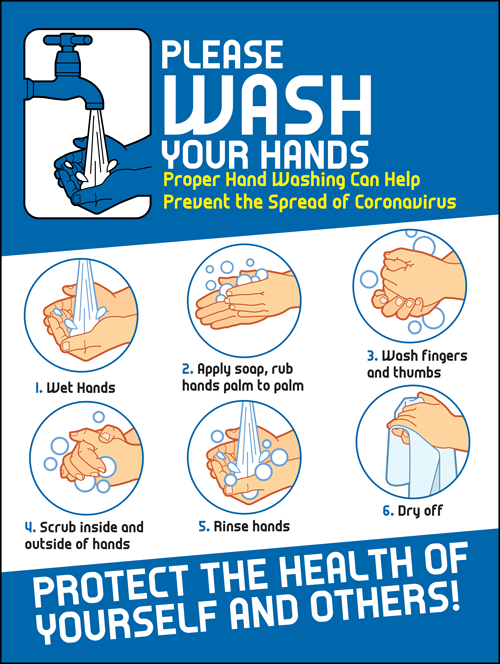 PLEASE
WASH
YOUR HANDS
Proper Hand Washing Can Help
Prevent the Spread of Coronavirus
1. Wet Hands
2. Apply soap, rub
hands palm to palm
3. Wash fingers
and thumbs
4. Scrub inside and
outside of hands
5. Rinse hands
6. Dry off
PROTECT THE HEALTH OF
YOURSELF AND OTHERS!